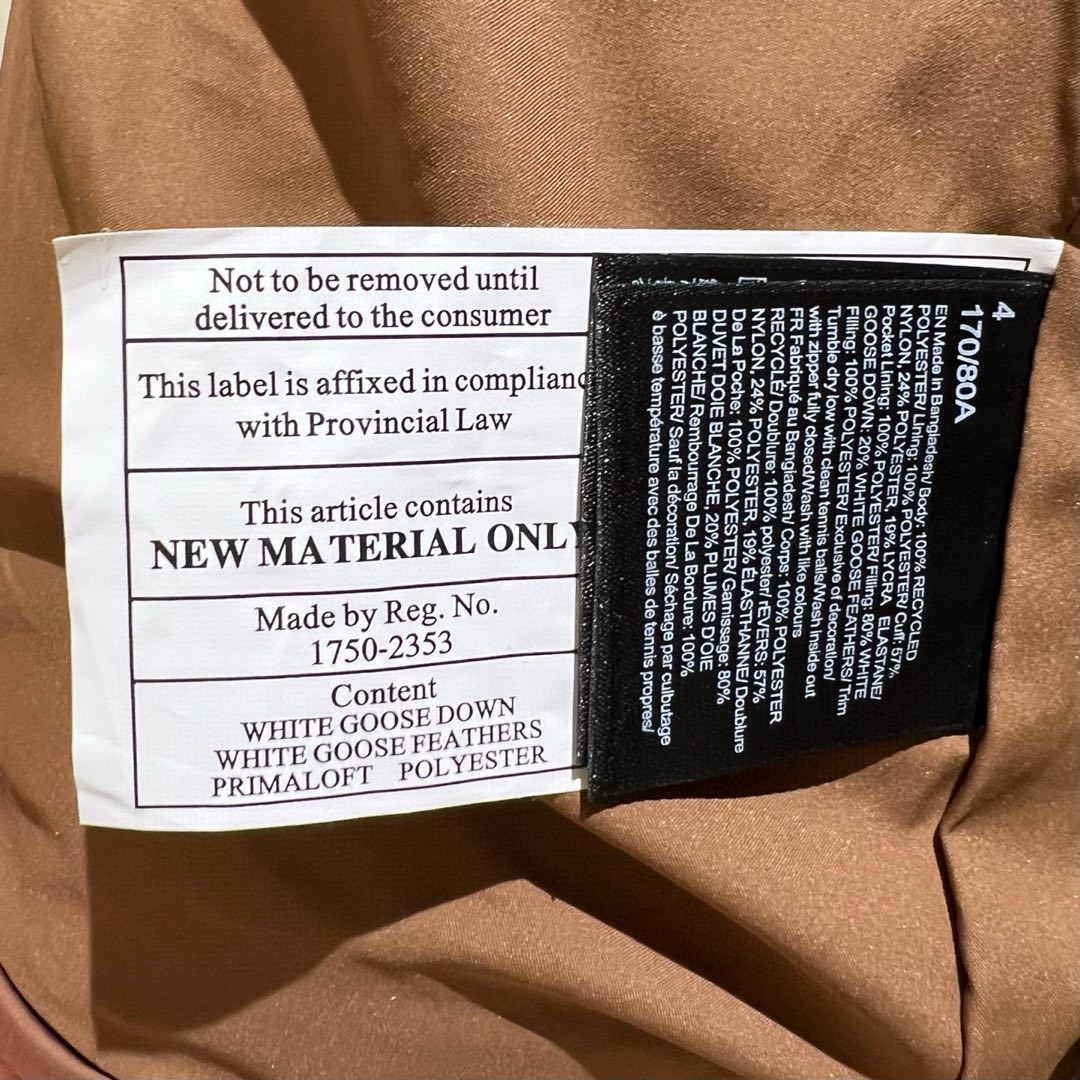 Not to be removed until
delivered to the consumer
This label is affixed in complianc
with Provincial Law
This article contains
NEW MATERIAL ONLY
Made by Reg. No.
1750-2353
Content
WHITE GOOSE DOWN
WHITE GOOSE FEATHERS
PRIMALOFT POLYESTER
4
170/80A
EN Made in Bangladesh/ Body: 100% RECYCLED
POLYESTER/ Lining: 100% POLYESTER/ Cuff: 57%
NYLON, 24% POLYESTER, 19% LYCRA ELASTANE/
Pocket Lining: 100% POLYESTER/Filling: 80% WHITE
GOOSE DOWN: 20% WHITE GOOSE FEATHERS/ Trim
Filling: 100% POLYESTER/ Exclusive of decoration/
Tumble dry low with clean tennis balls/Wash inside out
with zipper fully closed/Wash with like colours
FR Fabriqué au Bangladesh/ Corps: 100% POLYESTER
RECYCLÉ/ Doublure: 100% polyester/ rEVERS: 57%
NYLON, 24% POLYESTER, 19% ÉLASTHANNE/ Doublure
De La Poche: 100% POLYESTER/ Garnissage: 80%
DUVET DOIE BLANCHE, 20% PLUMES D'OIE
BLANCHE/ Rembourrage De La Bordure: 100%
POLYESTER/ Sauf la décoration/ Séchage par culbutage
è basse température avec des balles de tennis propres/